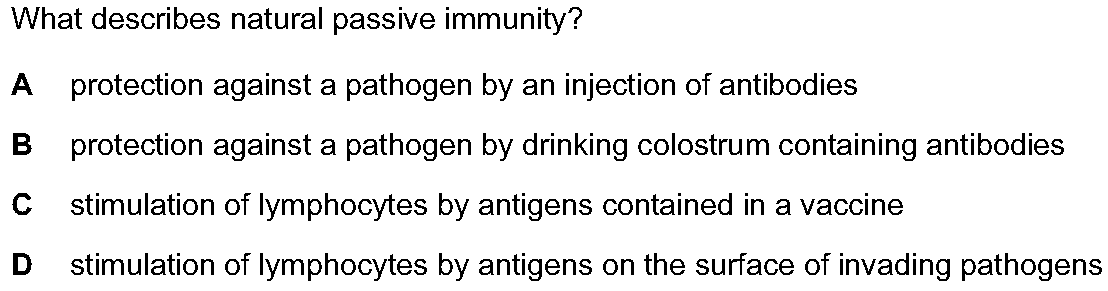 What describes natural passive immunity?
A protection against a pathogen by an injection of antibodies
B protection against a pathogen by drinking colostrum containing antibodies
C stimulation of lymphocytes by antigens contained in a vaccine
D stimulation of lymphocytes by antigens on the surface of invading pathogens